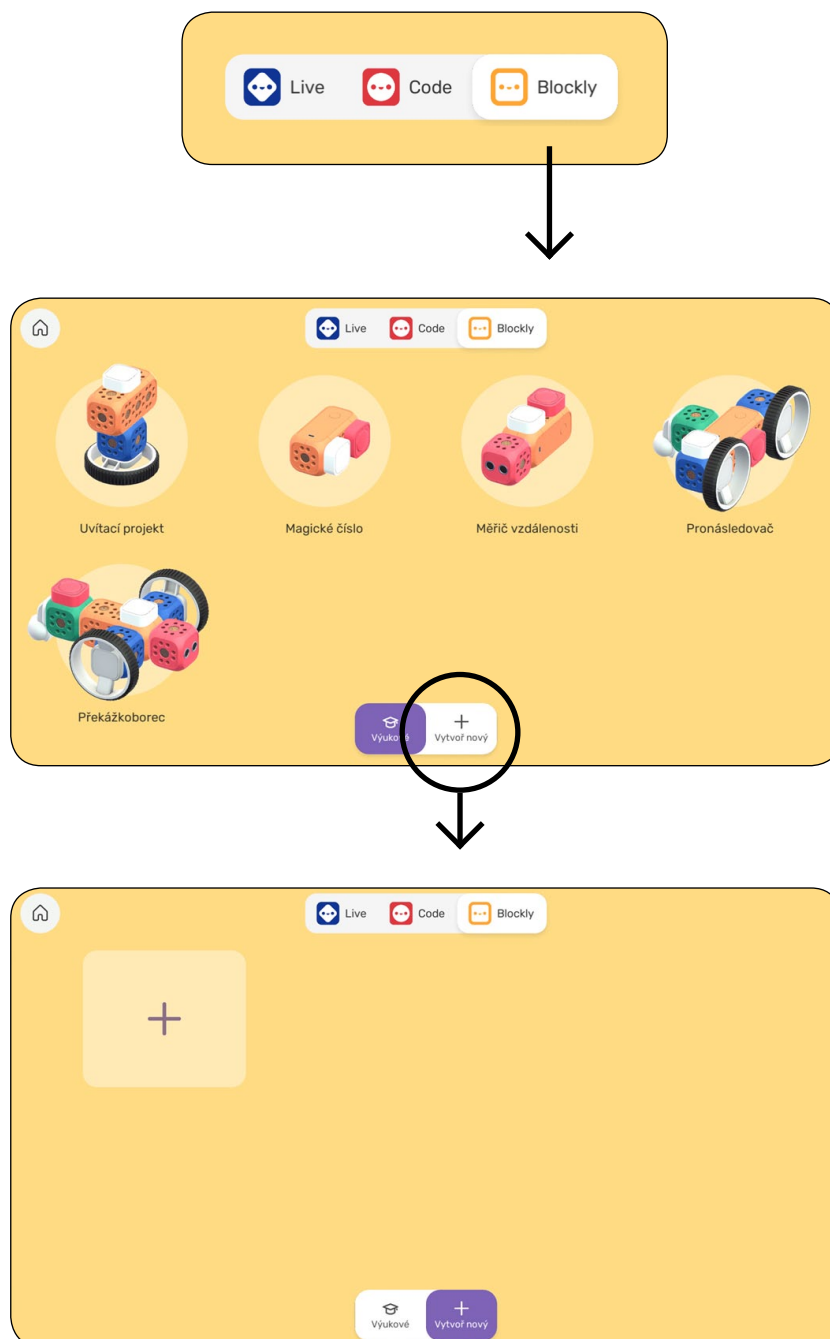 Live Code Blockly
Live Code Blockly
Uvítací projekt Magické číslo Měřič vzdálenosti Pronásledovač
Překážkoborec
Výukové Vytvoř nový
Live Code Blockly
Výukové Vytvoř nový